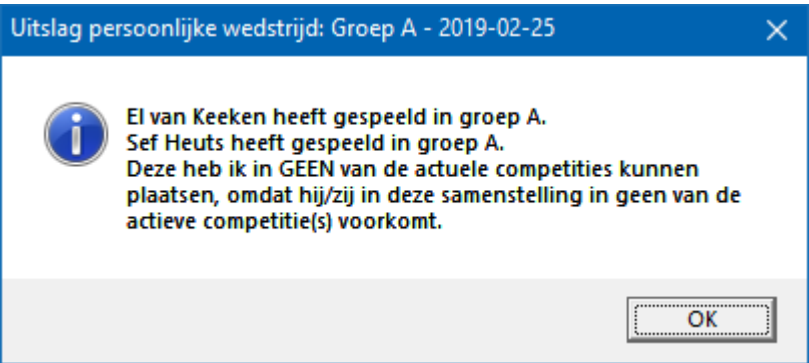 Uitslag persoonlijke wedstrijd: Groep A - 2019-02-25
El van Keeken heeft gespeeld in groep A.
Sef Heuts heeft gespeeld in groep A.
Deze heb ik in GEEN van de actuele competities kunnen
plaatsen, omdat hij/zij in deze samenstelling in geen van de
actieve competitie(s) voorkomt.
OK